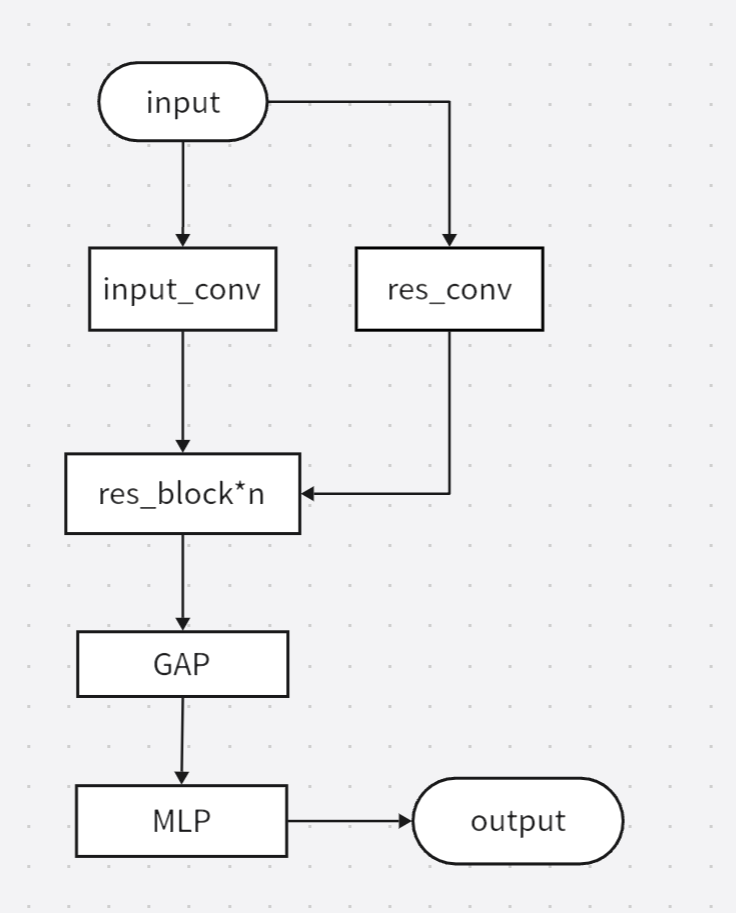 input
input_conv
res_conv
res_block*n
GAP
MLP
output